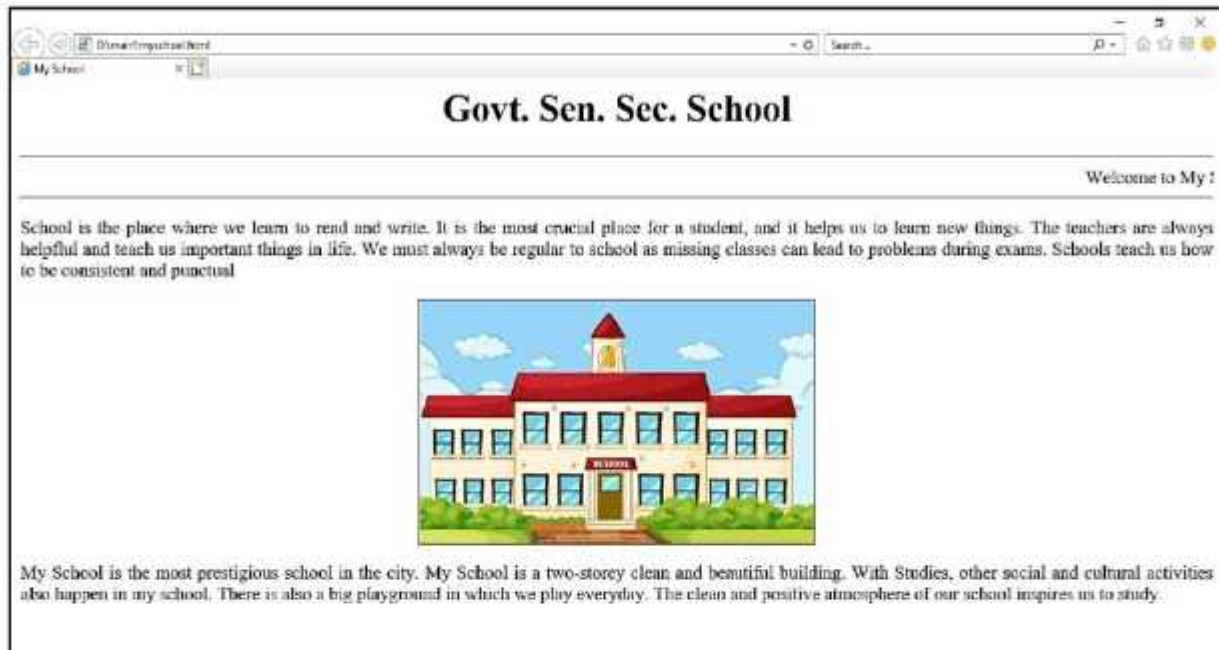 D:\mart\myschool.html
Search...
My School
Govt. Sen. Sec. School
Welcome to My S
School is the place where we learn to read and write. It is the most crucial place for a student, and it helps us to learn new things. The teachers are always
helpful and teach us important things in life. We must always be regular to school as missing classes can lead to problems during exams. Schools teach us how
to be consistent and punctual
SCHOOL
My School is the most prestigious school in the city. My School is a two-storey clean and beautiful building. With Studies, other social and cultural activities
also happen in my school. There is also a big playground in which we play everyday. The clean and positive atmosphere of our school inspires us to study.